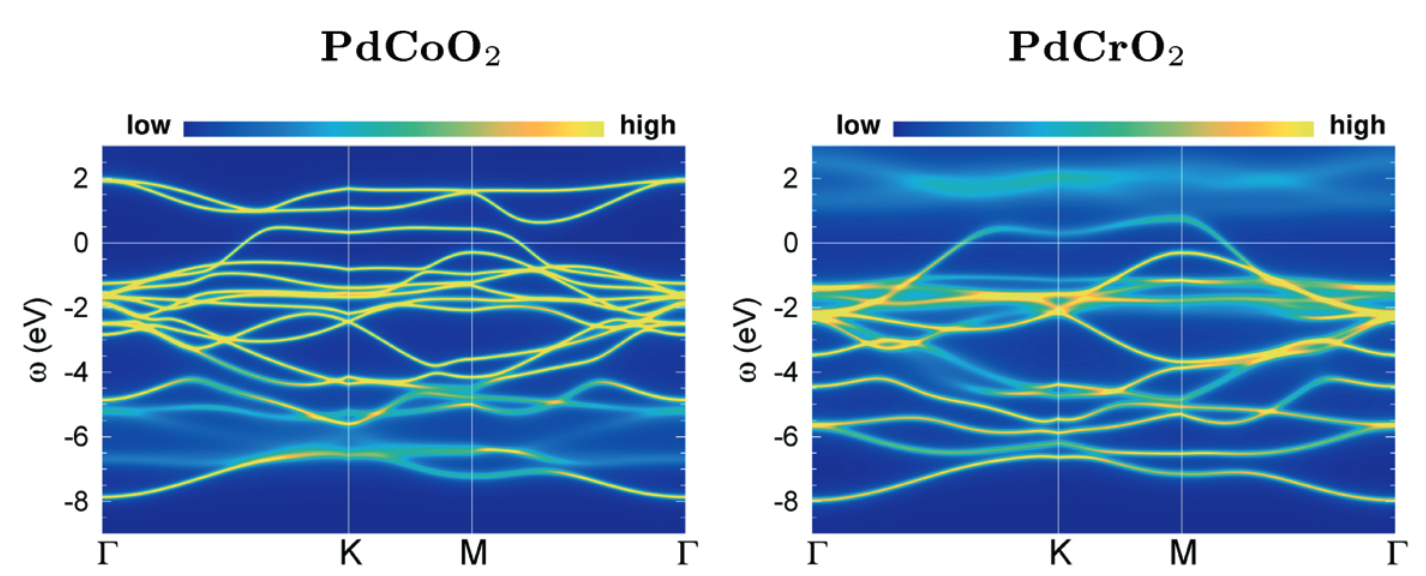 PdCoO₂ PdCrO₂
low high low high
2 2
0 0
-2 -2
-4 -4
-6 -6
-8 -8
ω (eV) ω (eV)
Γ K M Γ Γ K M Γ